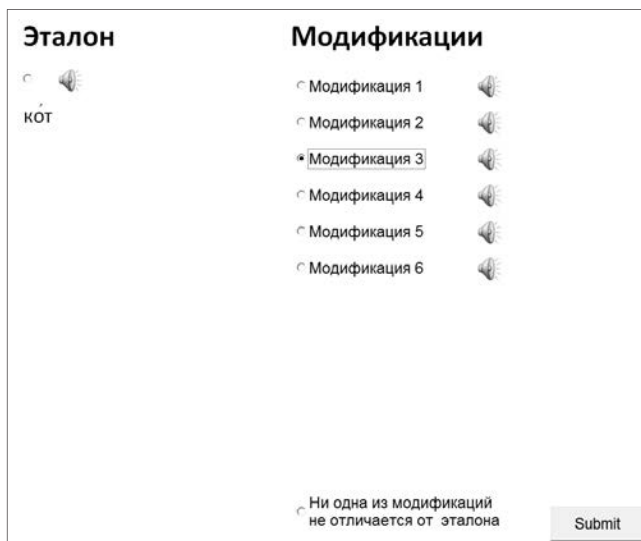 Эталон
ко́т
Модификации
Модификация 1
Модификация 2
Модификация 3
Модификация 4
Модификация 5
Модификация 6
Ни одна из модификаций
не отличается от эталона
Submit